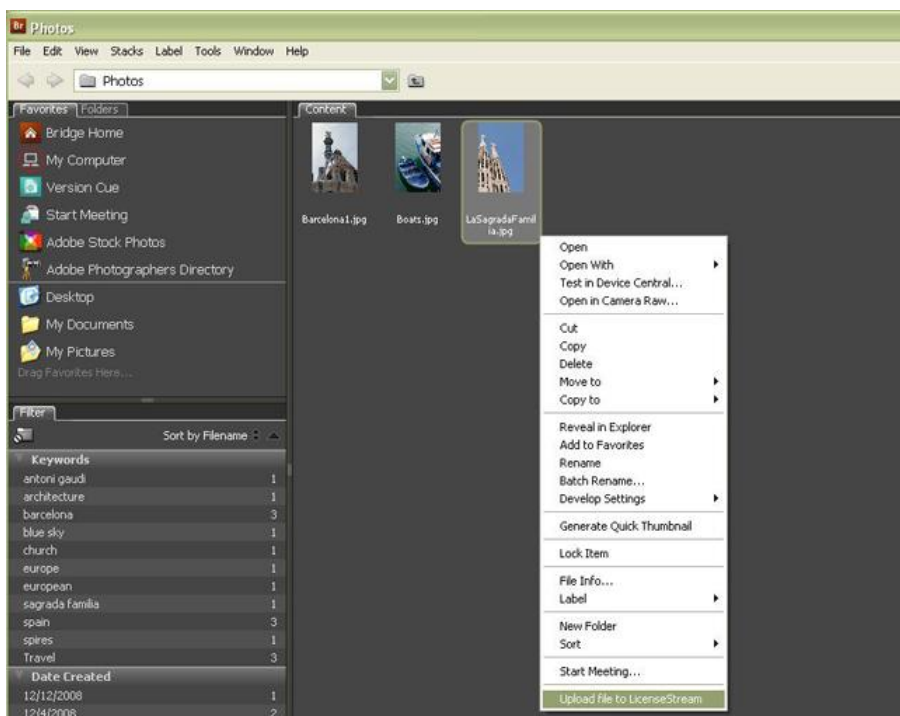 Br Photos
File Edit View Stacks Label Tools Window Help
Photos
Favorites Folders
Bridge Home
My Computer
Version Cue
Start Meeting
Adobe Stock Photos
Adobe Photographers Directory
Desktop
My Documents
My Pictures
Drag Favorites Here...
Filter
Sort by Filename
Keywords
antoni gaudi 1
architecture 1
barcelona 3
blue sky 1
church 1
europe 1
european 1
sagrada familia 1
spain 3
spires 1
Travel 3
Date Created
12/12/2008 1
12/4/2008 2
Content
Barcelona1.jpg Boats.jpg LaSagradaFamil
ia.jpg
Open
Open With
Test in Device Central...
Open in Camera Raw...
Cut
Copy
Delete
Move to
Copy to
Reveal in Explorer
Add to Favorites
Rename
Batch Rename...
Develop Settings
Generate Quick Thumbnail
Lock Item
File Info...
Label
New Folder
Sort
Start Meeting...
Upload file to LicenseStream